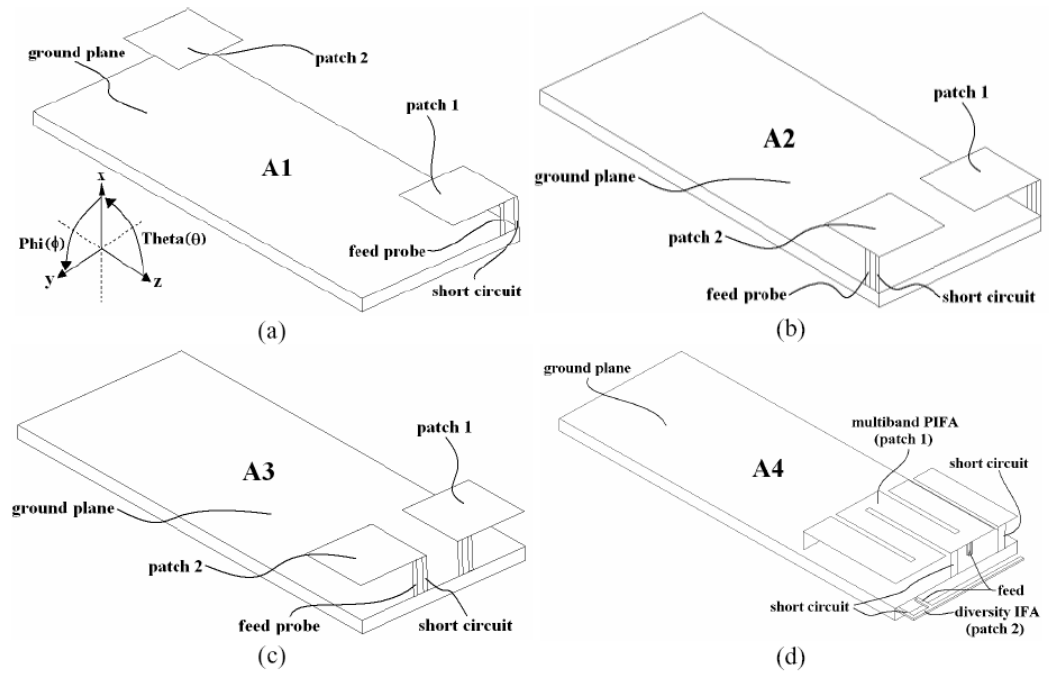 ground plane
patch 2
patch 1
A1
x
Phi(ϕ)
Theta(θ)
y
z
feed probe
short circuit
(a)
patch 1
A2
ground plane
patch 2
feed probe
short circuit
(b)
patch 1
A3
ground plane
patch 2
feed probe
short circuit
(c)
ground plane
multiband PIFA
(patch 1)
short circuit
A4
short circuit
feed
diversity IFA
(patch 2)
(d)